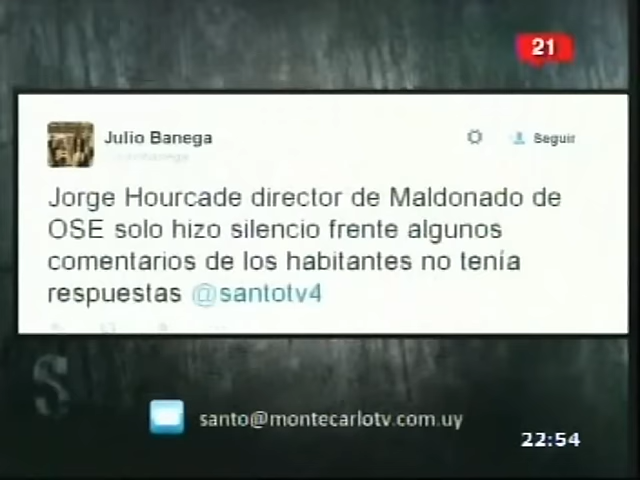 21
Julio Banega
Seguir
Jorge Hourcade director de Maldonado de
OSE solo hizo silencio frente algunos
comentarios de los habitantes no tenía
respuestas @santotv4
S
santo@montecarlotv.com.uy
22:54